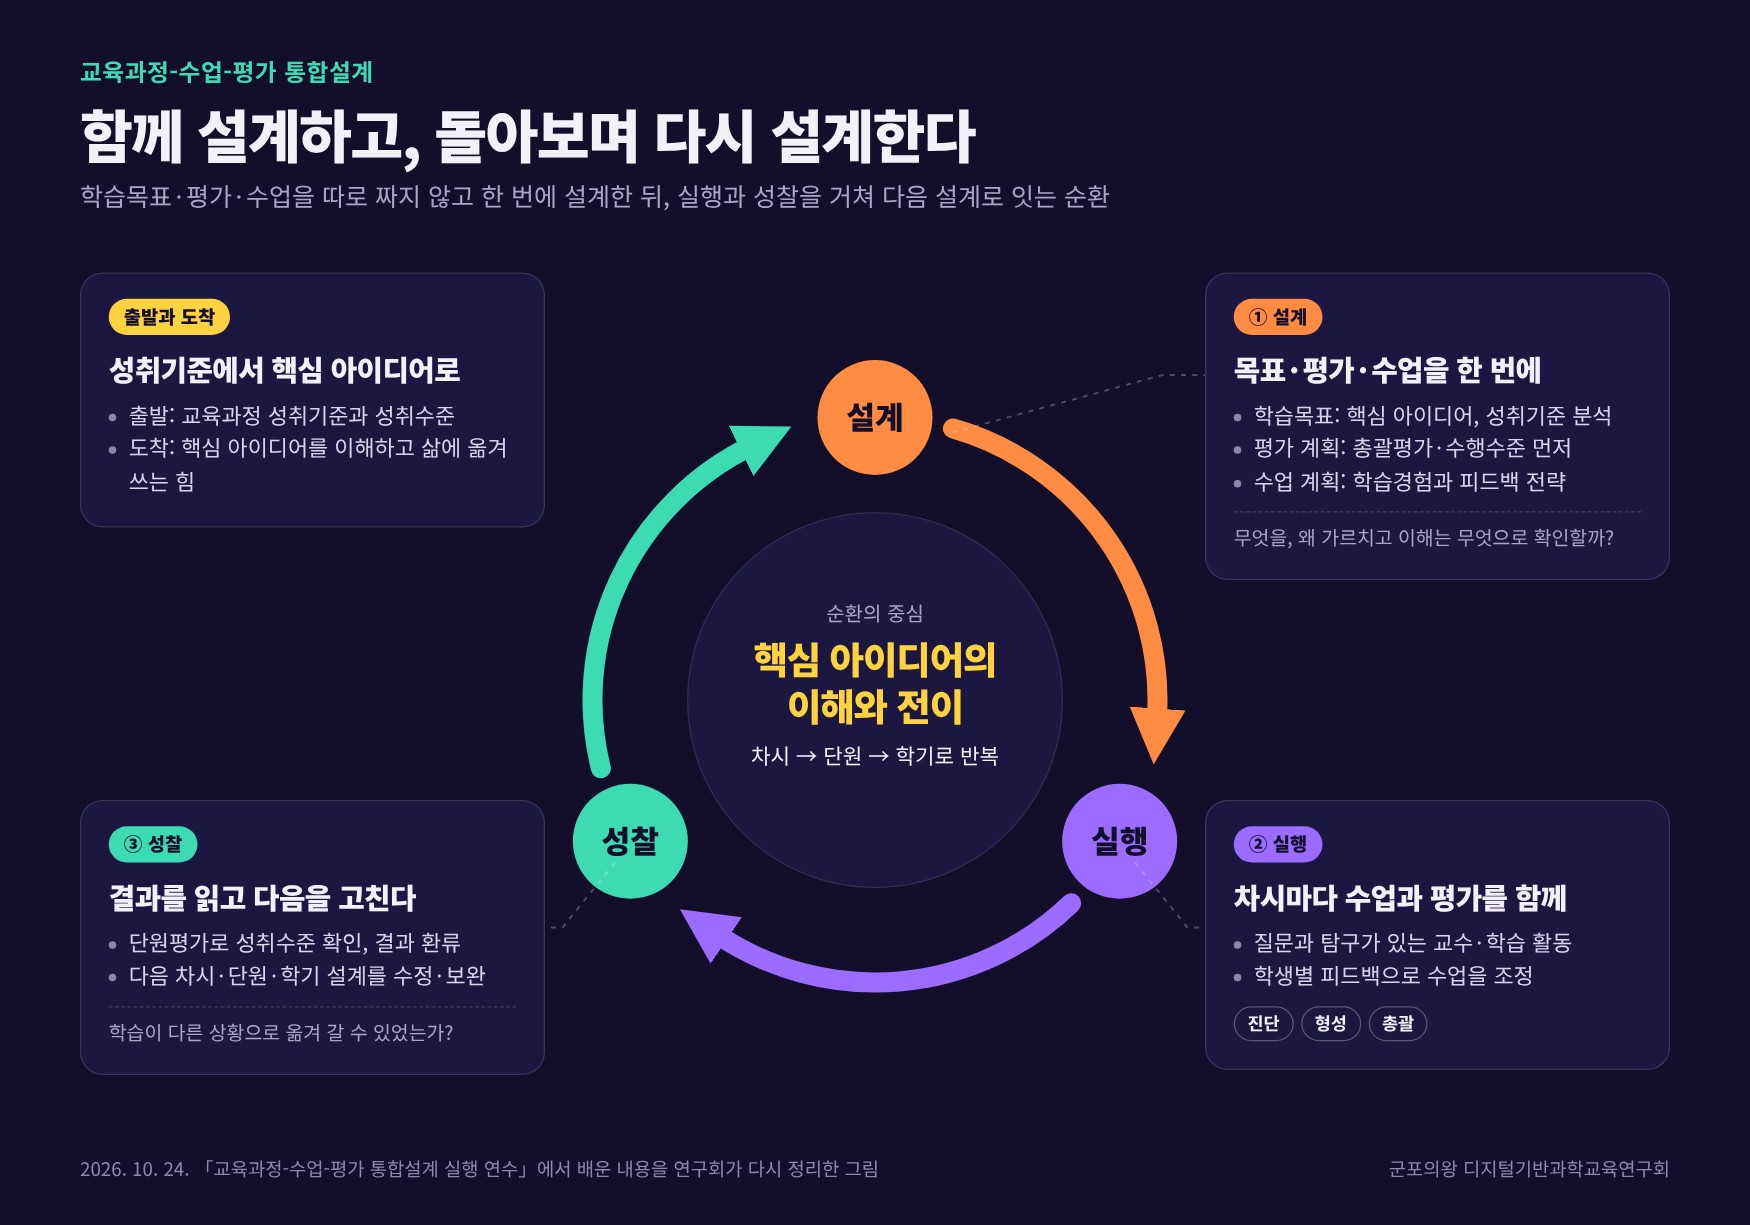 교육과정-수업-평가 통합설계
함께 설계하고, 돌아보며 다시 설계한다
학습목표·평가·수업을 따로 짜지 않고 한 번에 설계한 뒤, 실행과 성찰을 거쳐 다음 설계로 잇는 순환
출발과 도착
성취기준에서 핵심 아이디어로
출발: 교육과정 성취기준과 성취수준
도착: 핵심 아이디어를 이해하고 삶에 옮겨
쓰는 힘
① 설계
목표·평가·수업을 한 번에
학습목표: 핵심 아이디어, 성취기준 분석
평가 계획: 총괄평가·수행수준 먼저
수업 계획: 학습경험과 피드백 전략
무엇을, 왜 가르치고 이해는 무엇으로 확인할까?
설계
순환의 중심
핵심 아이디어의
이해와 전이
차시 → 단원 → 학기로 반복
성찰
실행
③ 성찰
결과를 읽고 다음을 고친다
단원평가로 성취수준 확인, 결과 환류
다음 차시·단원·학기 설계를 수정·보완
학습이 다른 상황으로 옮겨 갈 수 있었는가?
② 실행
차시마다 수업과 평가를 함께
질문과 탐구가 있는 교수·학습 활동
학생별 피드백으로 수업을 조정
진단 형성 총괄
2026. 10. 24. 「교육과정-수업-평가 통합설계 실행 연수」에서 배운 내용을 연구회가 다시 정리한 그림
군포의왕 디지털기반과학교육연구회